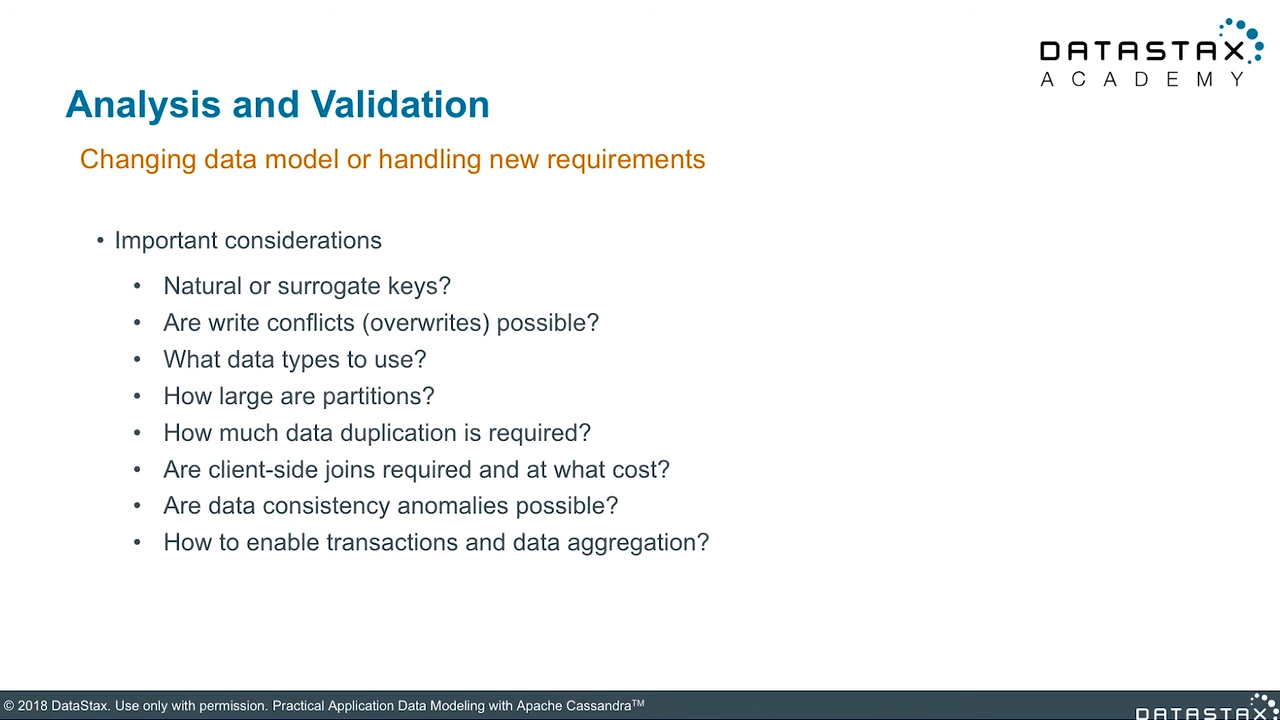 DATASTAX
ACADEMY
Analysis and Validation
Changing data model or handling new requirements
• Important considerations
• Natural or surrogate keys?
• Are write conflicts (overwrites) possible?
• What data types to use?
• How large are partitions?
• How much data duplication is required?
• Are client-side joins required and at what cost?
• Are data consistency anomalies possible?
• How to enable transactions and data aggregation?
© 2018 DataStax. Use only with permission. Practical Application Data Modeling with Apache Cassandra™
DATASTAX